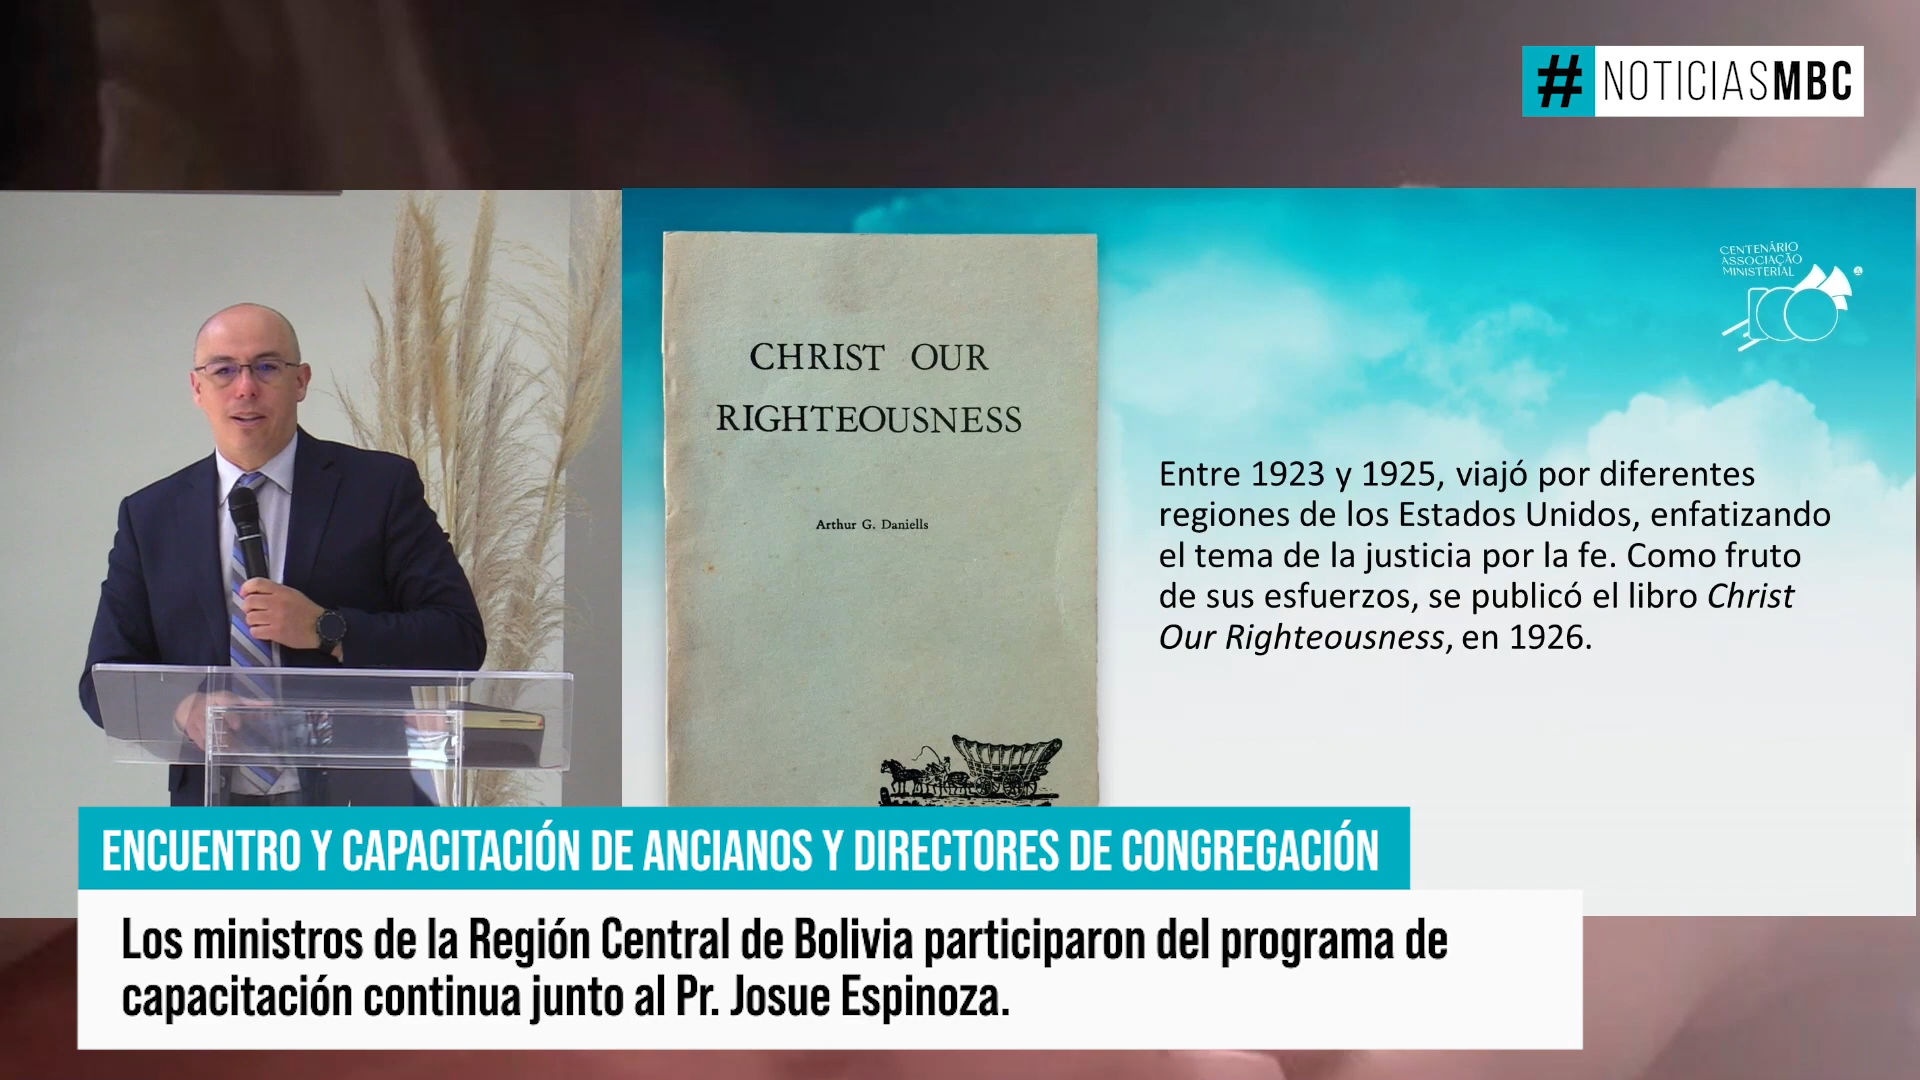 # NOTICIASMBC
CENTENÁRIO
ASSOCIAÇÃO
MINISTERIAL
100
CHRIST OUR
RIGHTEOUSNESS
Arthur G. Daniells
Entre 1923 y 1925, viajó por diferentes
regiones de los Estados Unidos, enfatizando
el tema de la justicia por la fe. Como fruto
de sus esfuerzos, se publicó el libro Christ
Our Righteousness, en 1926.
ENCUENTRO Y CAPACITACIÓN DE ANCIANOS Y DIRECTORES DE CONGREGACIÓN
Los ministros de la Región Central de Bolivia participaron del programa de
capacitación continua junto al Pr. Josue Espinoza.